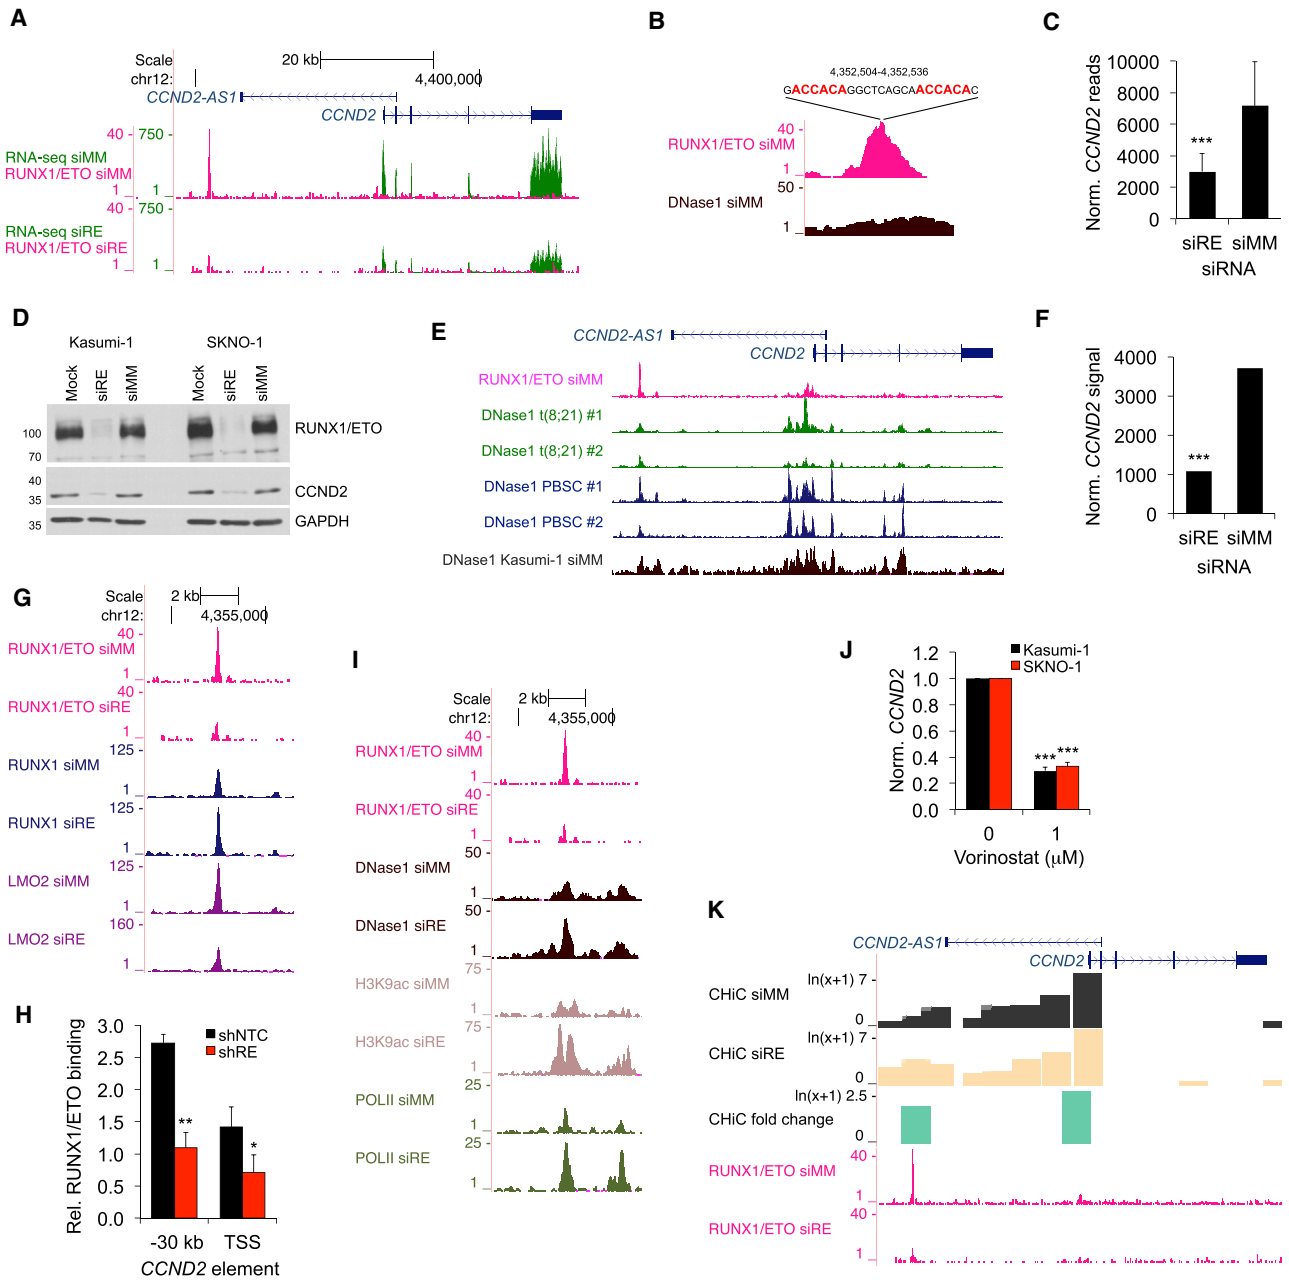 A
Scale
20 kb
chr12:
4,400,000
CCND2-AS1
CCND2
40 -
750 -
RNA-seq siMM
RUNX1/ETO siMM
1
1
40 -
750 -
RNA-seq siRE
RUNX1/ETO siRE
1
1
B
4,352,504-4,352,536
GACCACAGGCTCAGCAACCACAC
40 -
RUNX1/ETO siMM
1
50 -
DNase1 siMM
1
C
Norm. CCND2 reads
10000
8000
6000
4000
2000
0
***
siRE siMM
siRNA
D
Kasumi-1
SKNO-1
Mock
siRE
siMM
Mock
siRE
siMM
100
70
RUNX1/ETO
40
35
CCND2
35
GAPDH
E
CCND2-AS1
CCND2
RUNX1/ETO siMM
DNase1 t(8;21) #1
DNase1 t(8;21) #2
DNase1 PBSC #1
DNase1 PBSC #2
DNase1 Kasumi-1 siMM
F
Norm. CCND2 signal
4000
3000
2000
1000
0
***
siRE siMM
siRNA
G
Scale
2 kb
chr12:
4,355,000
40 -
RUNX1/ETO siMM
1
40 -
RUNX1/ETO siRE
1
125 -
RUNX1 siMM
1
125 -
RUNX1 siRE
1
125 -
LMO2 siMM
1
160 -
LMO2 siRE
1
H
Rel. RUNX1/ETO binding
3.0
2.5
2.0
1.5
1.0
0.5
0.0
shNTC
shRE
**
*
-30 kb TSS
CCND2 element
I
Scale
2 kb
chr12:
4,355,000
40 -
RUNX1/ETO siMM
1
40 -
RUNX1/ETO siRE
1
50 -
DNase1 siMM
1
50 -
DNase1 siRE
1
75 -
H3K9ac siMM
1
75 -
H3K9ac siRE
1
25 -
POLII siMM
1
25 -
POLII siRE
1
J
Norm. CCND2
1.2
1.0
0.8
0.6
0.4
0.2
0.0
Kasumi-1
SKNO-1
*** ***
0 1
Vorinostat (µM)
K
CCND2-AS1
CCND2
ln(x+1) 7 -
CHiC siMM
0
ln(x+1) 7 -
CHiC siRE
0
ln(x+1) 2.5 -
CHiC fold change
0
40 -
RUNX1/ETO siMM
1
40 -
RUNX1/ETO siRE
1